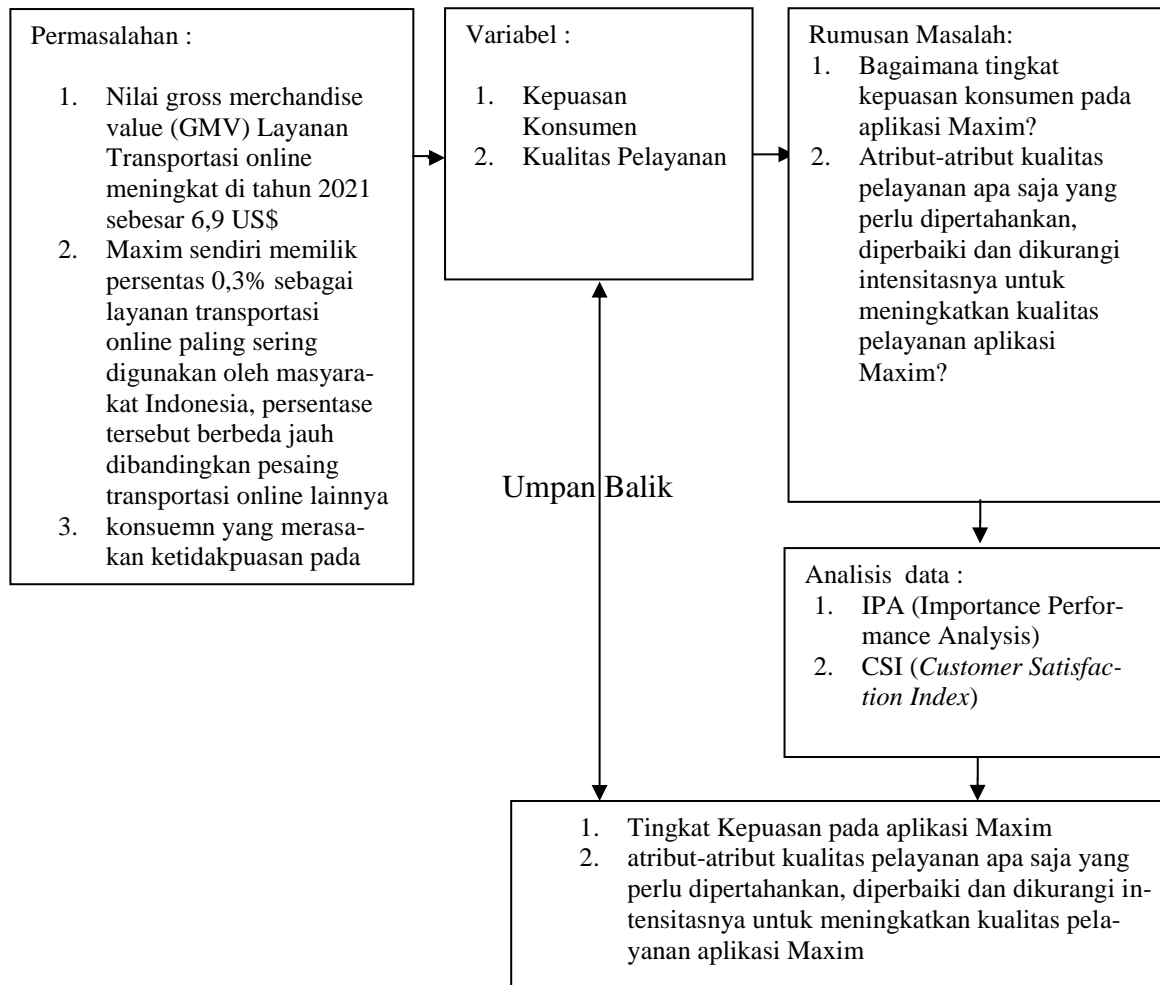 Permasalahan :
1. Nilai gross merchandise
value (GMV) Layanan
Transportasi online
meningkat di tahun 2021
sebesar 6,9 US$
2. Maxim sendiri memilik
persentas 0,3% sebagai
layanan transportasi
online paling sering
digunakan oleh masyara-
kat Indonesia, persentase
tersebut berbeda jauh
dibandingkan pesaing
transportasi online lainnya
3. konsuemn yang merasa-
kan ketidakpuasan pada
Variabel :
1. Kepuasan
Konsumen
2. Kualitas Pelayanan
Rumusan Masalah:
1. Bagaimana tingkat
kepuasan konsumen pada
aplikasi Maxim?
2. Atribut-atribut kualitas
pelayanan apa saja yang
perlu dipertahankan,
diperbaiki dan dikurangi
intensitasnya untuk
meningkatkan kualitas
pelayanan aplikasi
Maxim?
Umpan Balik
Analisis data :
1. IPA (Importance Perfor-
mance Analysis)
2. CSI (Customer Satisfac-
tion Index)
1. Tingkat Kepuasan pada aplikasi Maxim
2. atribut-atribut kualitas pelayanan apa saja yang
perlu dipertahankan, diperbaiki dan dikurangi in-
tensitasnya untuk meningkatkan kualitas pela-
yanan aplikasi Maxim